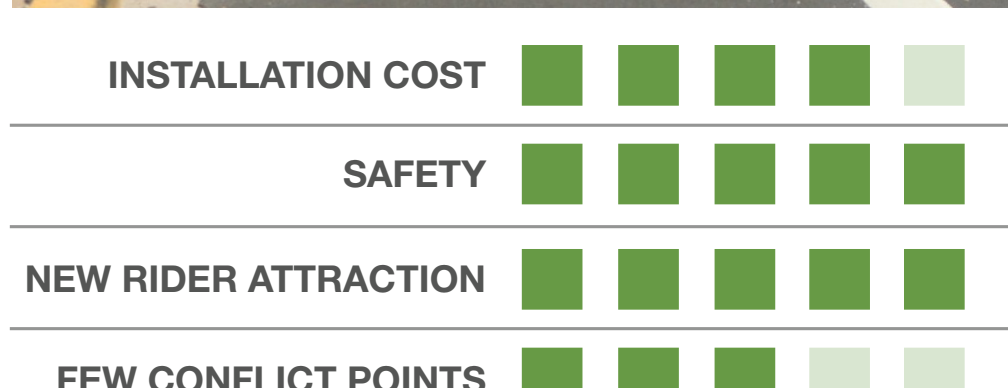 INSTALLATION COST
SAFETY
NEW RIDER ATTRACTION
FEW CONFLICT POINTS